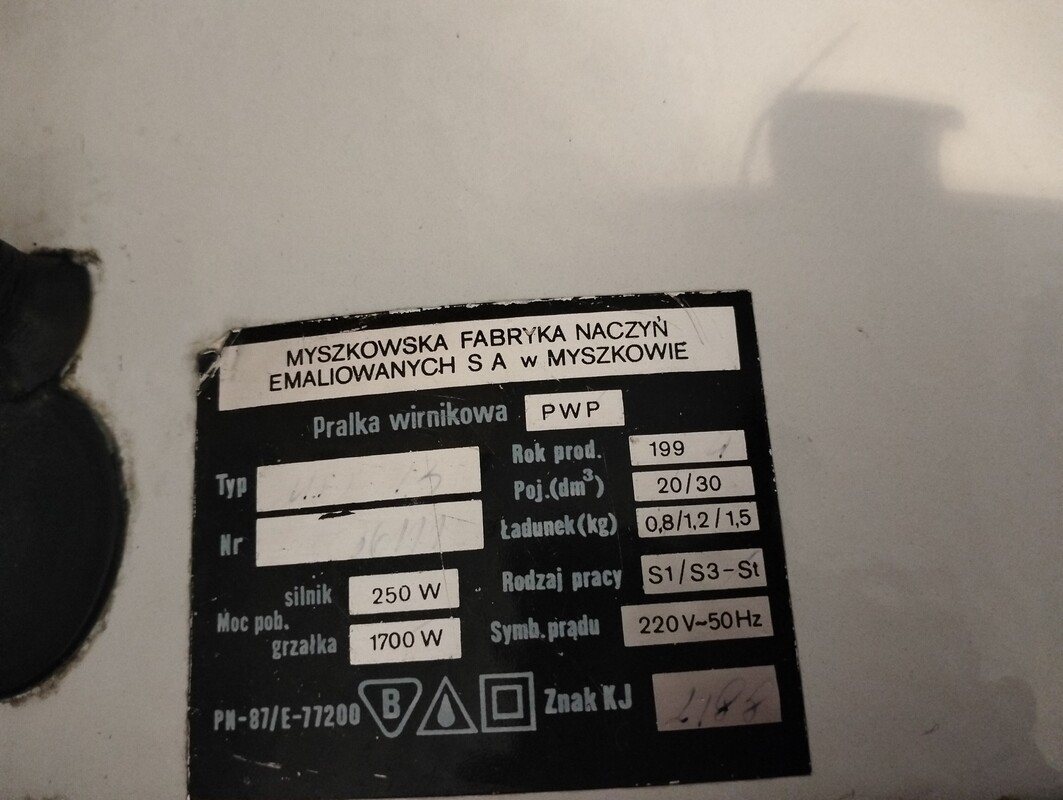 MYSZKOWSKA FABRYKA NACZYŃ
EMALIOWANYCH S A w MYSZKOWIE
Pralka wirnikowa PWP
Typ
Nr
Rok prod. 199
Poj.(dm³) 20/30
Ładunek(kg) 0,8/1,2/1,5
Rodzaj pracy S1/S3-St
Symb.prądu 220V~50Hz
silnik 250 W
Moc pob.
grzałka 1700 W
PN-87/E-77200 B Znak KJ